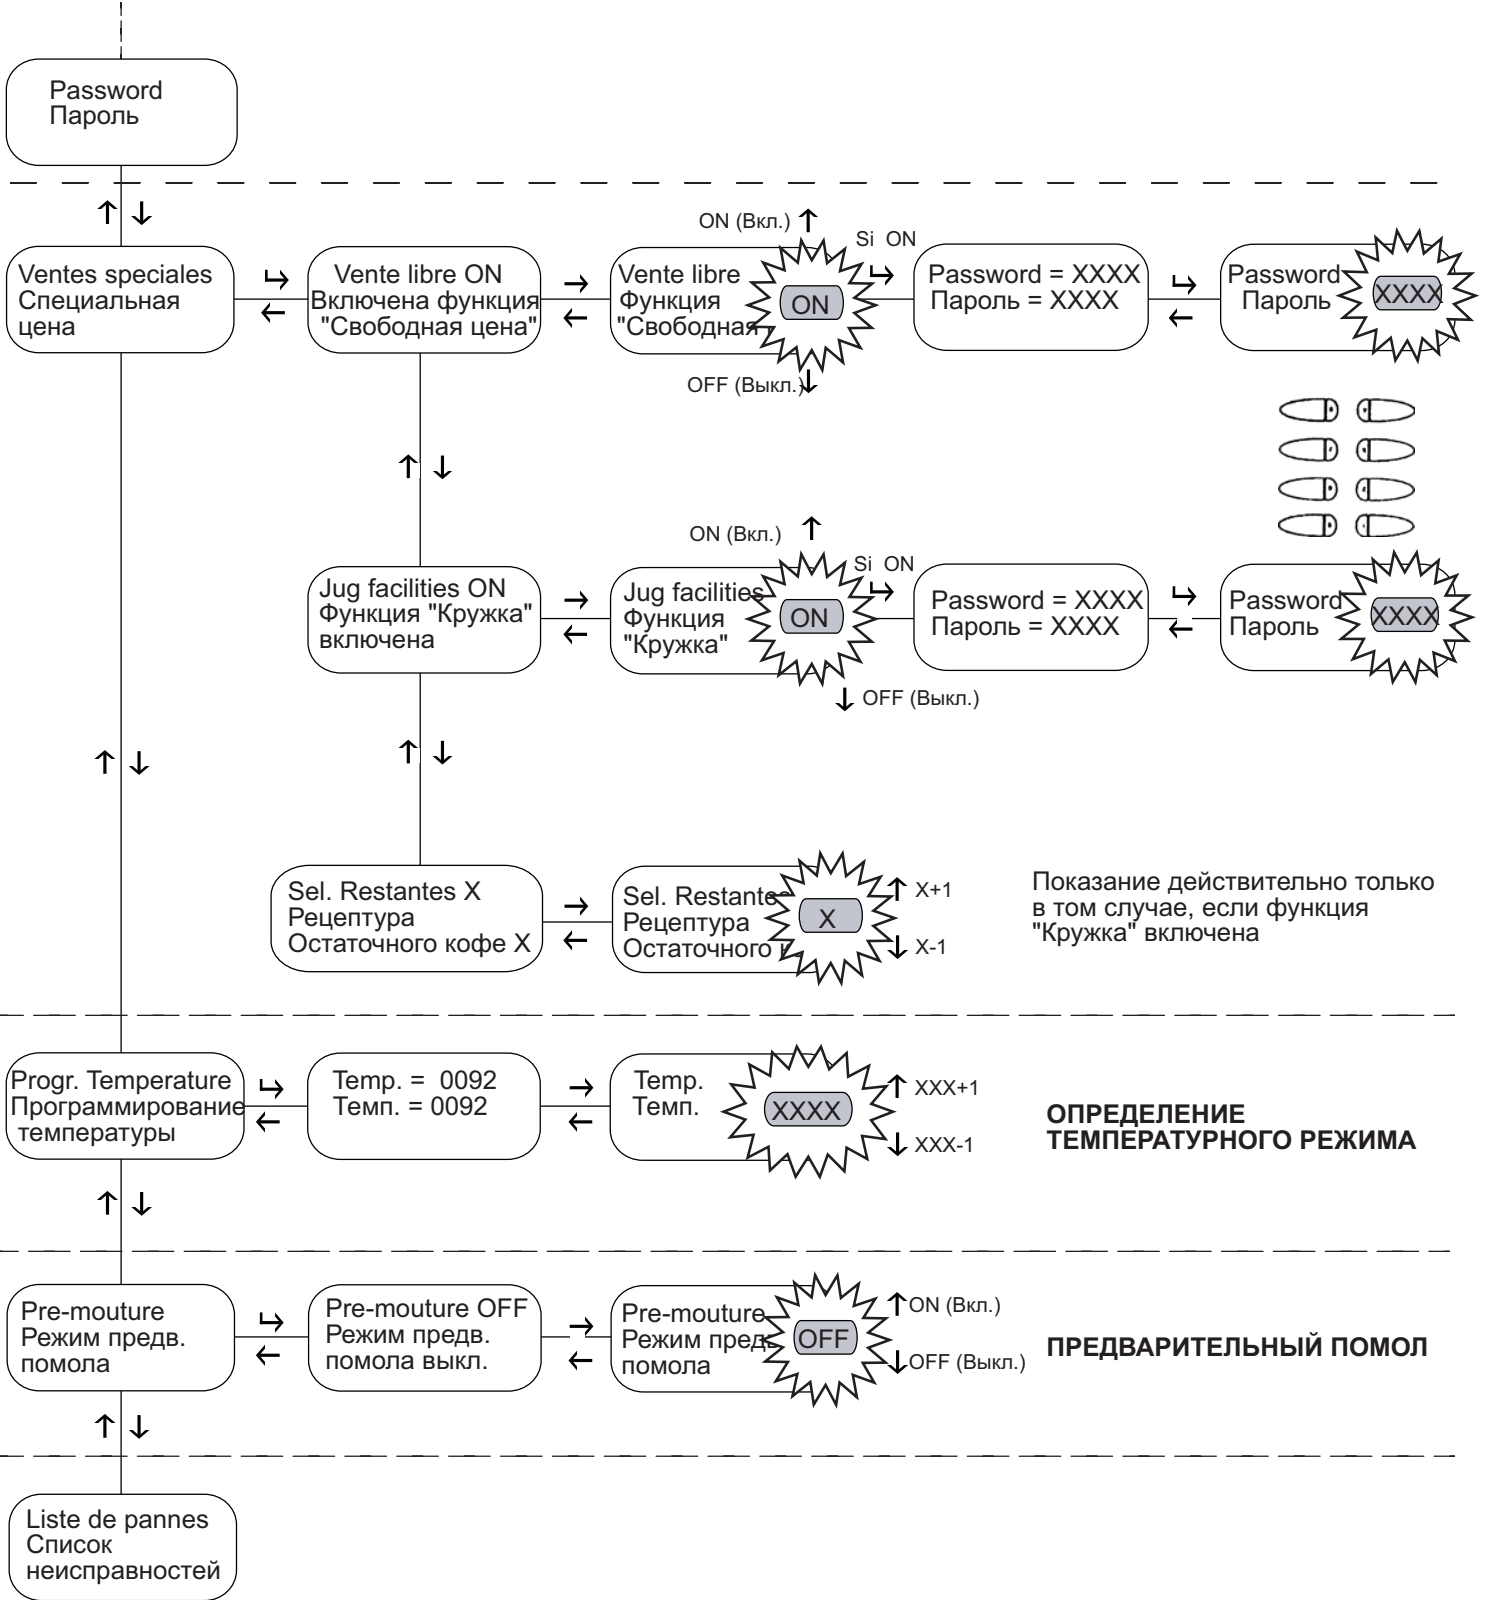 Password
Пароль
ON (Вкл.)
Si ON
Ventes speciales
Специальная
цена
Vente libre ON
Включена функция
"Свободная цена"
Vente libre
Функция
"Свободная
ON
OFF (Выкл.)
Password = XXXX
Пароль = XXXX
Password
Пароль
XXXX
ON (Вкл.)
Si ON
Jug facilities ON
Функция "Кружка"
включена
Jug facilities
Функция
"Кружка"
ON
OFF (Выкл.)
Password = XXXX
Пароль = XXXX
Password
Пароль
XXXX
Sel. Restantes X
Рецептура
Остаточного кофе X
Sel. Restantes
Рецептура
Остаточного
X
X+1
X-1
Показание действительно только
в том случае, если функция
"Кружка" включена
Progr. Temperature
Программирование
температуры
Temp. = 0092
Темп. = 0092
Temp.
Темп.
XXXX
XXX+1
XXX-1
ОПРЕДЕЛЕНИЕ
ТЕМПЕРАТУРНОГО РЕЖИМА
Pre-mouture
Режим предв.
помола
Pre-mouture OFF
Режим предв.
помола выкл.
Pre-mouture
Режим предв.
помола
OFF
ON (Вкл.)
OFF (Выкл.)
ПРЕДВАРИТЕЛЬНЫЙ ПОМОЛ
Liste de pannes
Список
неисправностей